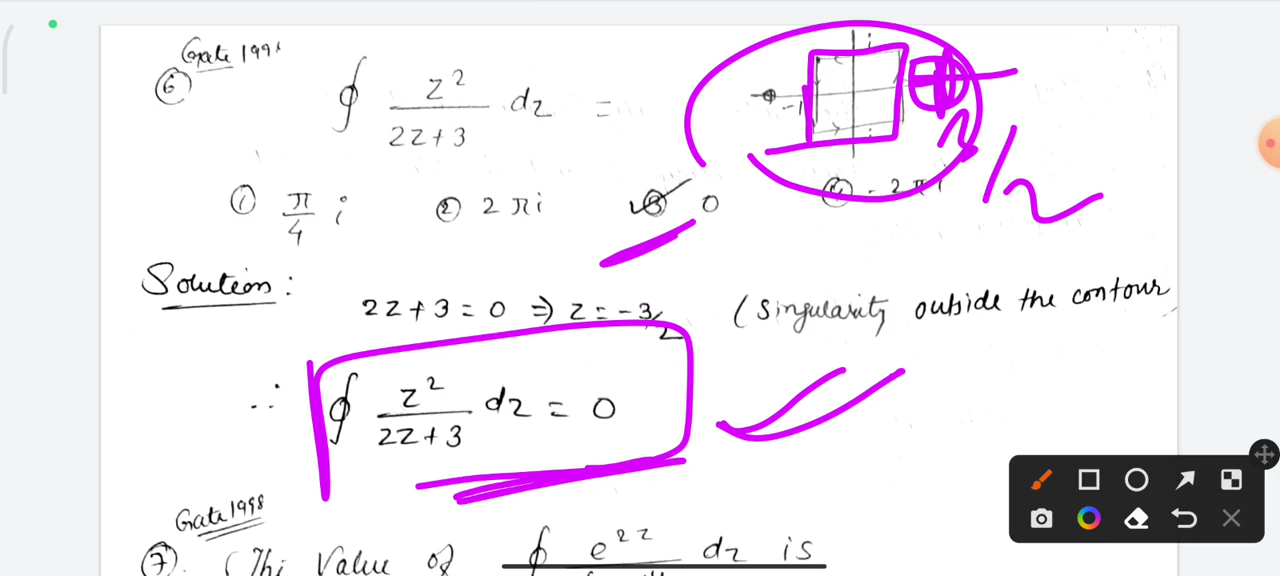 Gate 199
⑥ ∮ z² / 2z+3 dz =
-1 i
i
① π/4 i ② 2πi ③ 0 ④ -2πi
Solution:
2z+3=0 ⇒ z=-3/2 (singularity outside the contour
∴ ∮ z² / 2z+3 dz = 0
Gate 1998
⑦. (The Value of ∮ e^2z dz is